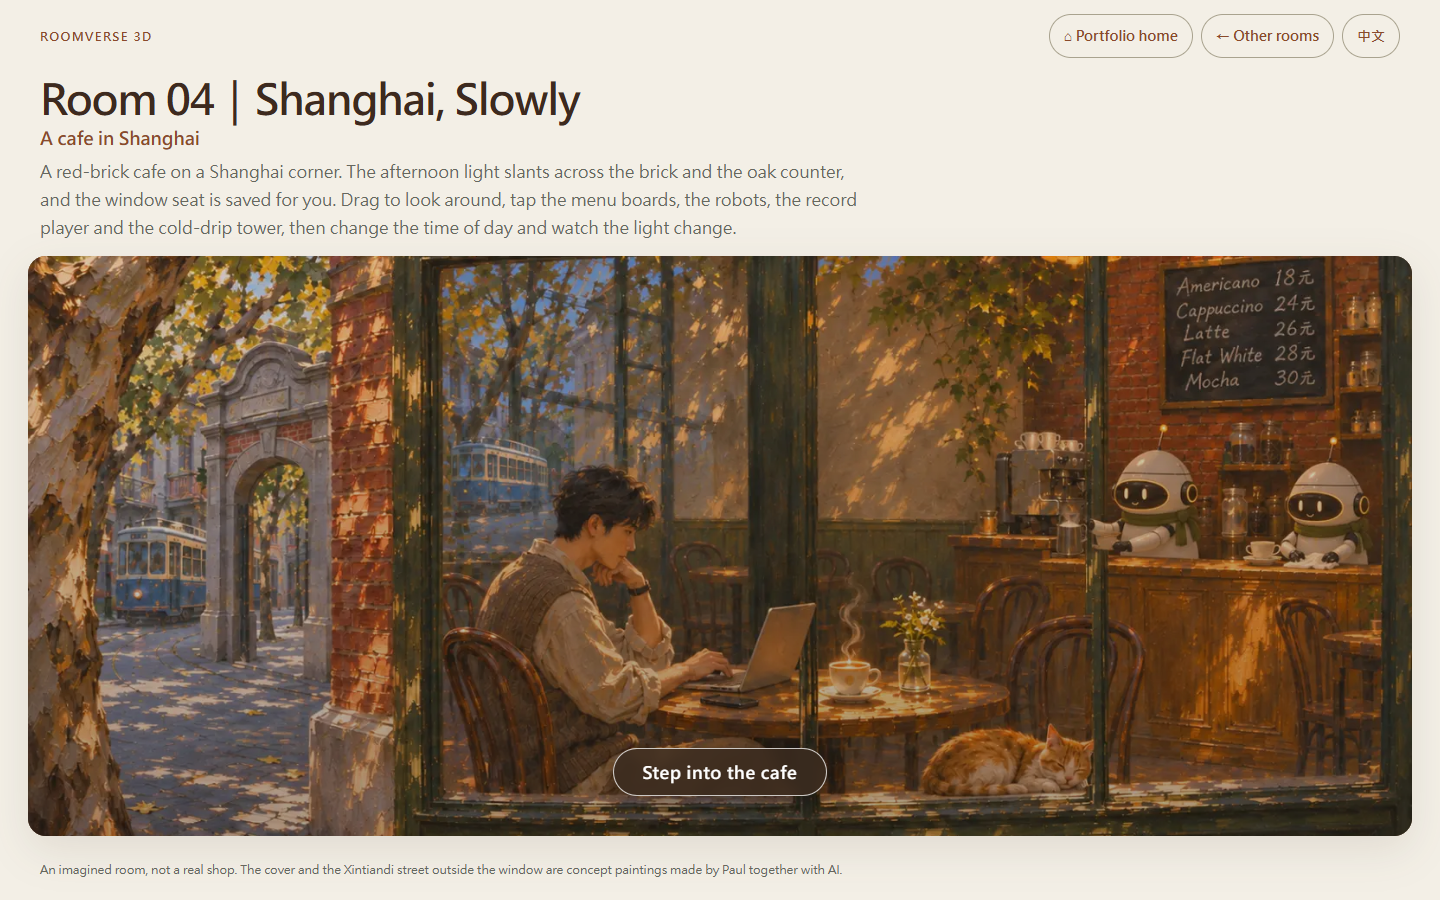 ROOMVERSE 3D
⌂ Portfolio home
← Other rooms
中文
Room 04 | Shanghai, Slowly
A cafe in Shanghai
A red-brick cafe on a Shanghai corner. The afternoon light slants across the brick and the oak counter,
and the window seat is saved for you. Drag to look around, tap the menu boards, the robots, the record
player and the cold-drip tower, then change the time of day and watch the light change.
Americano 18元
Cappuccino 24元
Latte 26元
Flat White 28元
Mocha 30元
Step into the cafe
An imagined room, not a real shop. The cover and the Xintiandi street outside the window are concept paintings made by Paul together with AI.